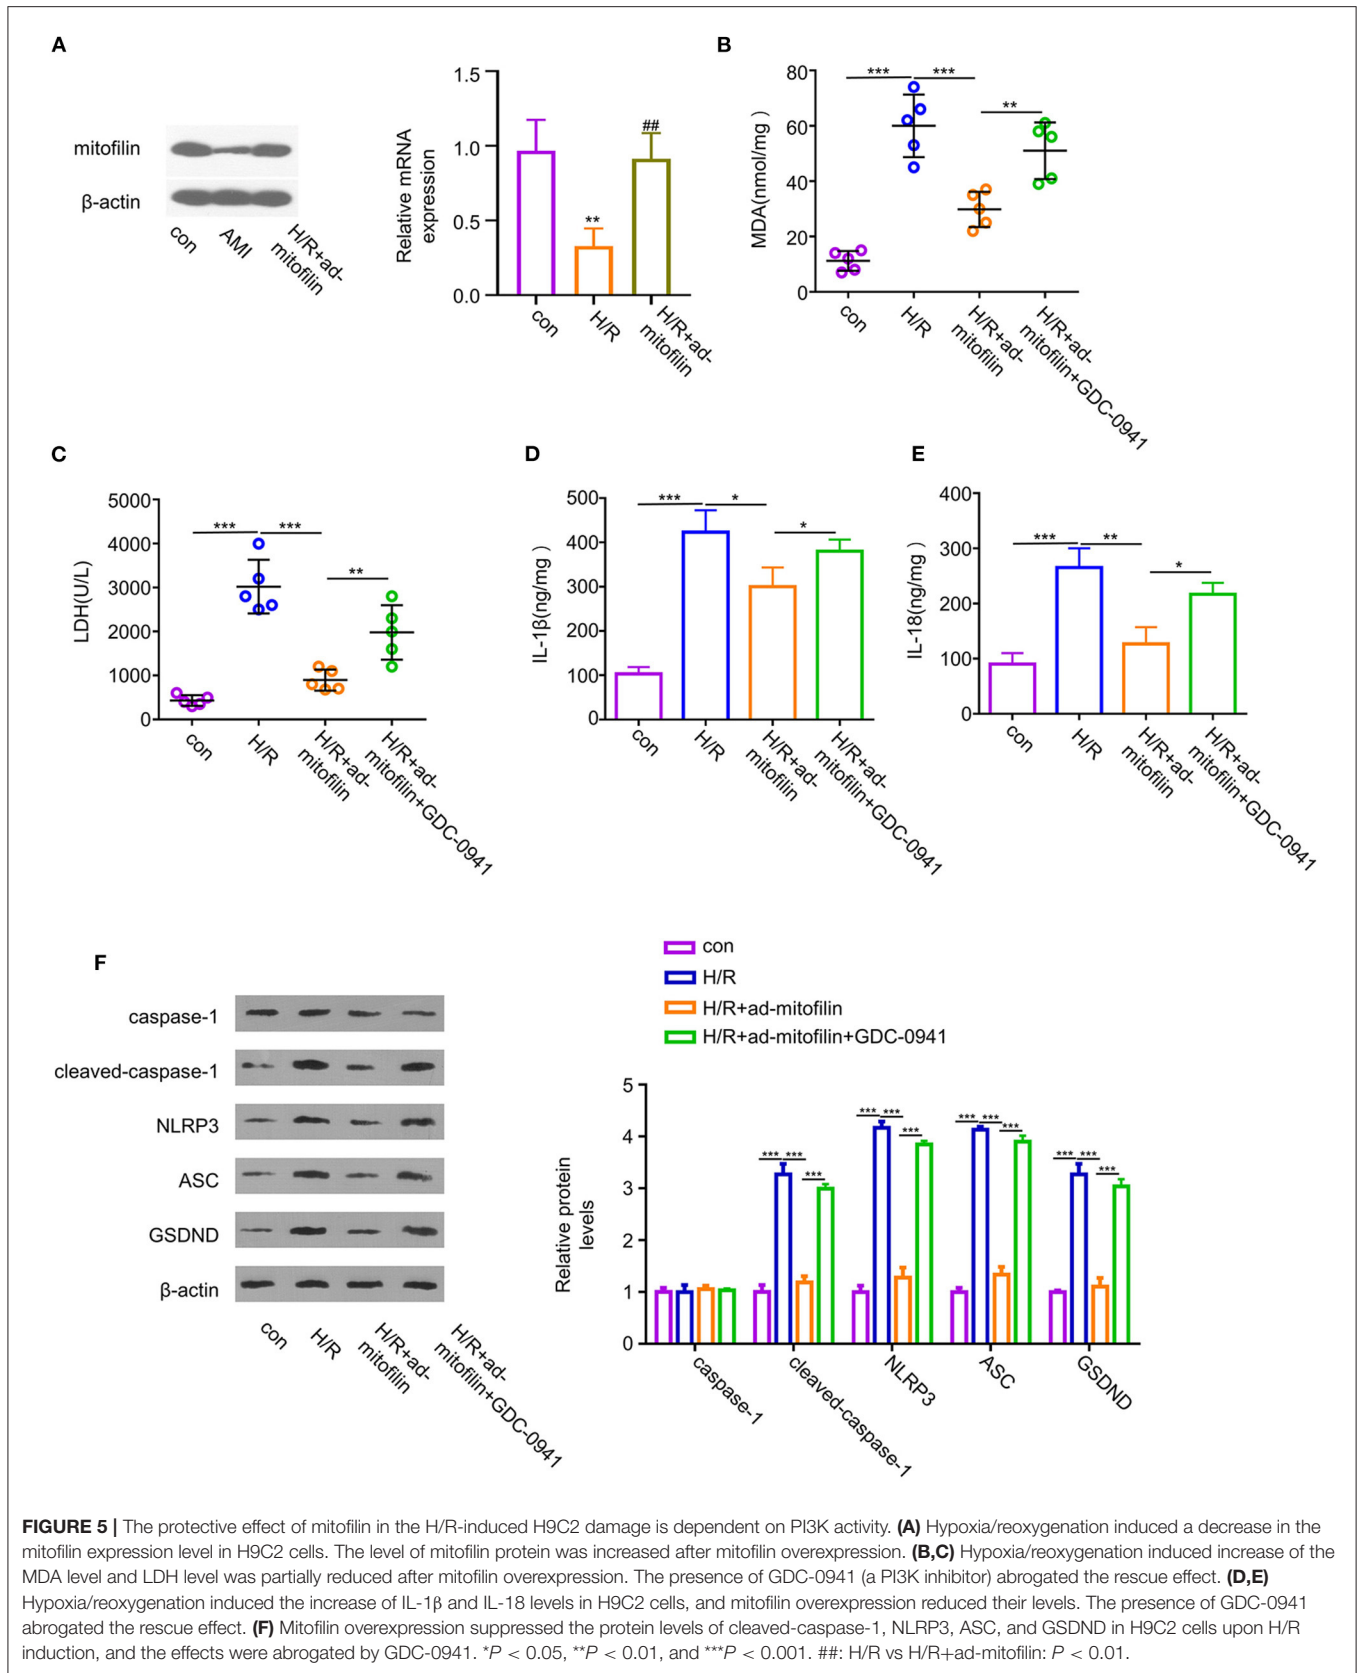 A
mitofilin
β-actin
con
AMI
H/R+ad-
mitofilin
Relative mRNA
expression
1.5
1.0
0.5
0.0
**
##
con
H/R
H/R+ad-
mitofilin
B
MDA(nmol/mg )
80
60
40
20
0
***
***
**
con
H/R
H/R+ad-
mitofilin
H/R+ad-
mitofilin+GDC-0941
C
LDH(U/L)
5000
4000
3000
2000
1000
0
***
***
**
con
H/R
H/R+ad-
mitofilin
H/R+ad-
mitofilin+GDC-0941
D
IL-1β(ng/mg )
500
400
300
200
100
0
***
*
*
con
H/R
H/R+ad-
mitofilin
H/R+ad-
mitofilin+GDC-0941
E
IL-18(ng/mg )
400
300
200
100
0
***
**
*
con
H/R
H/R+ad-
mitofilin
H/R+ad-
mitofilin+GDC-0941
F
caspase-1
cleaved-caspase-1
NLRP3
ASC
GSDND
β-actin
con
H/R
H/R+ad-
mitofilin
H/R+ad-
mitofilin+GDC-0941
con
H/R
H/R+ad-mitofilin
H/R+ad-mitofilin+GDC-0941
Relative protein
levels
5
4
3
2
1
0
*** ***
***
*** ***
***
*** ***
***
*** ***
***
caspase-1
cleaved-caspase-1
NLRP3
ASC
GSDND
FIGURE 5 | The protective effect of mitofilin in the H/R-induced H9C2 damage is dependent on PI3K activity. (A) Hypoxia/reoxygenation induced a decrease in the
mitofilin expression level in H9C2 cells. The level of mitofilin protein was increased after mitofilin overexpression. (B,C) Hypoxia/reoxygenation induced increase of the
MDA level and LDH level was partially reduced after mitofilin overexpression. The presence of GDC-0941 (a PI3K inhibitor) abrogated the rescue effect. (D,E)
Hypoxia/reoxygenation induced the increase of IL-1β and IL-18 levels in H9C2 cells, and mitofilin overexpression reduced their levels. The presence of GDC-0941
abrogated the rescue effect. (F) Mitofilin overexpression suppressed the protein levels of cleaved-caspase-1, NLRP3, ASC, and GSDND in H9C2 cells upon H/R
induction, and the effects were abrogated by GDC-0941. *P < 0.05, **P < 0.01, and ***P < 0.001. ##: H/R vs H/R+ad-mitofilin: P < 0.01.